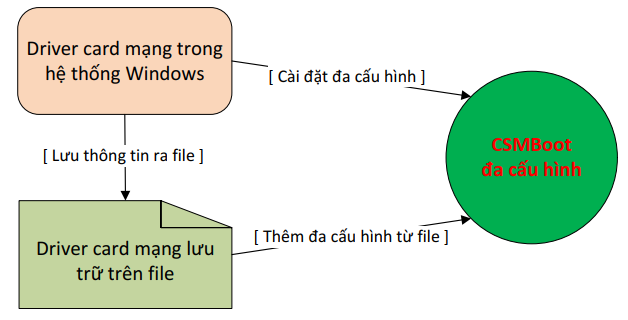 Driver card mạng trong
hệ thống Windows
[ Cài đặt đa cấu hình ]
CSMBoot
đa cấu hình
[ Lưu thông tin ra file ]
Driver card mạng lưu
trữ trên file
[ Thêm đa cấu hình từ file ]